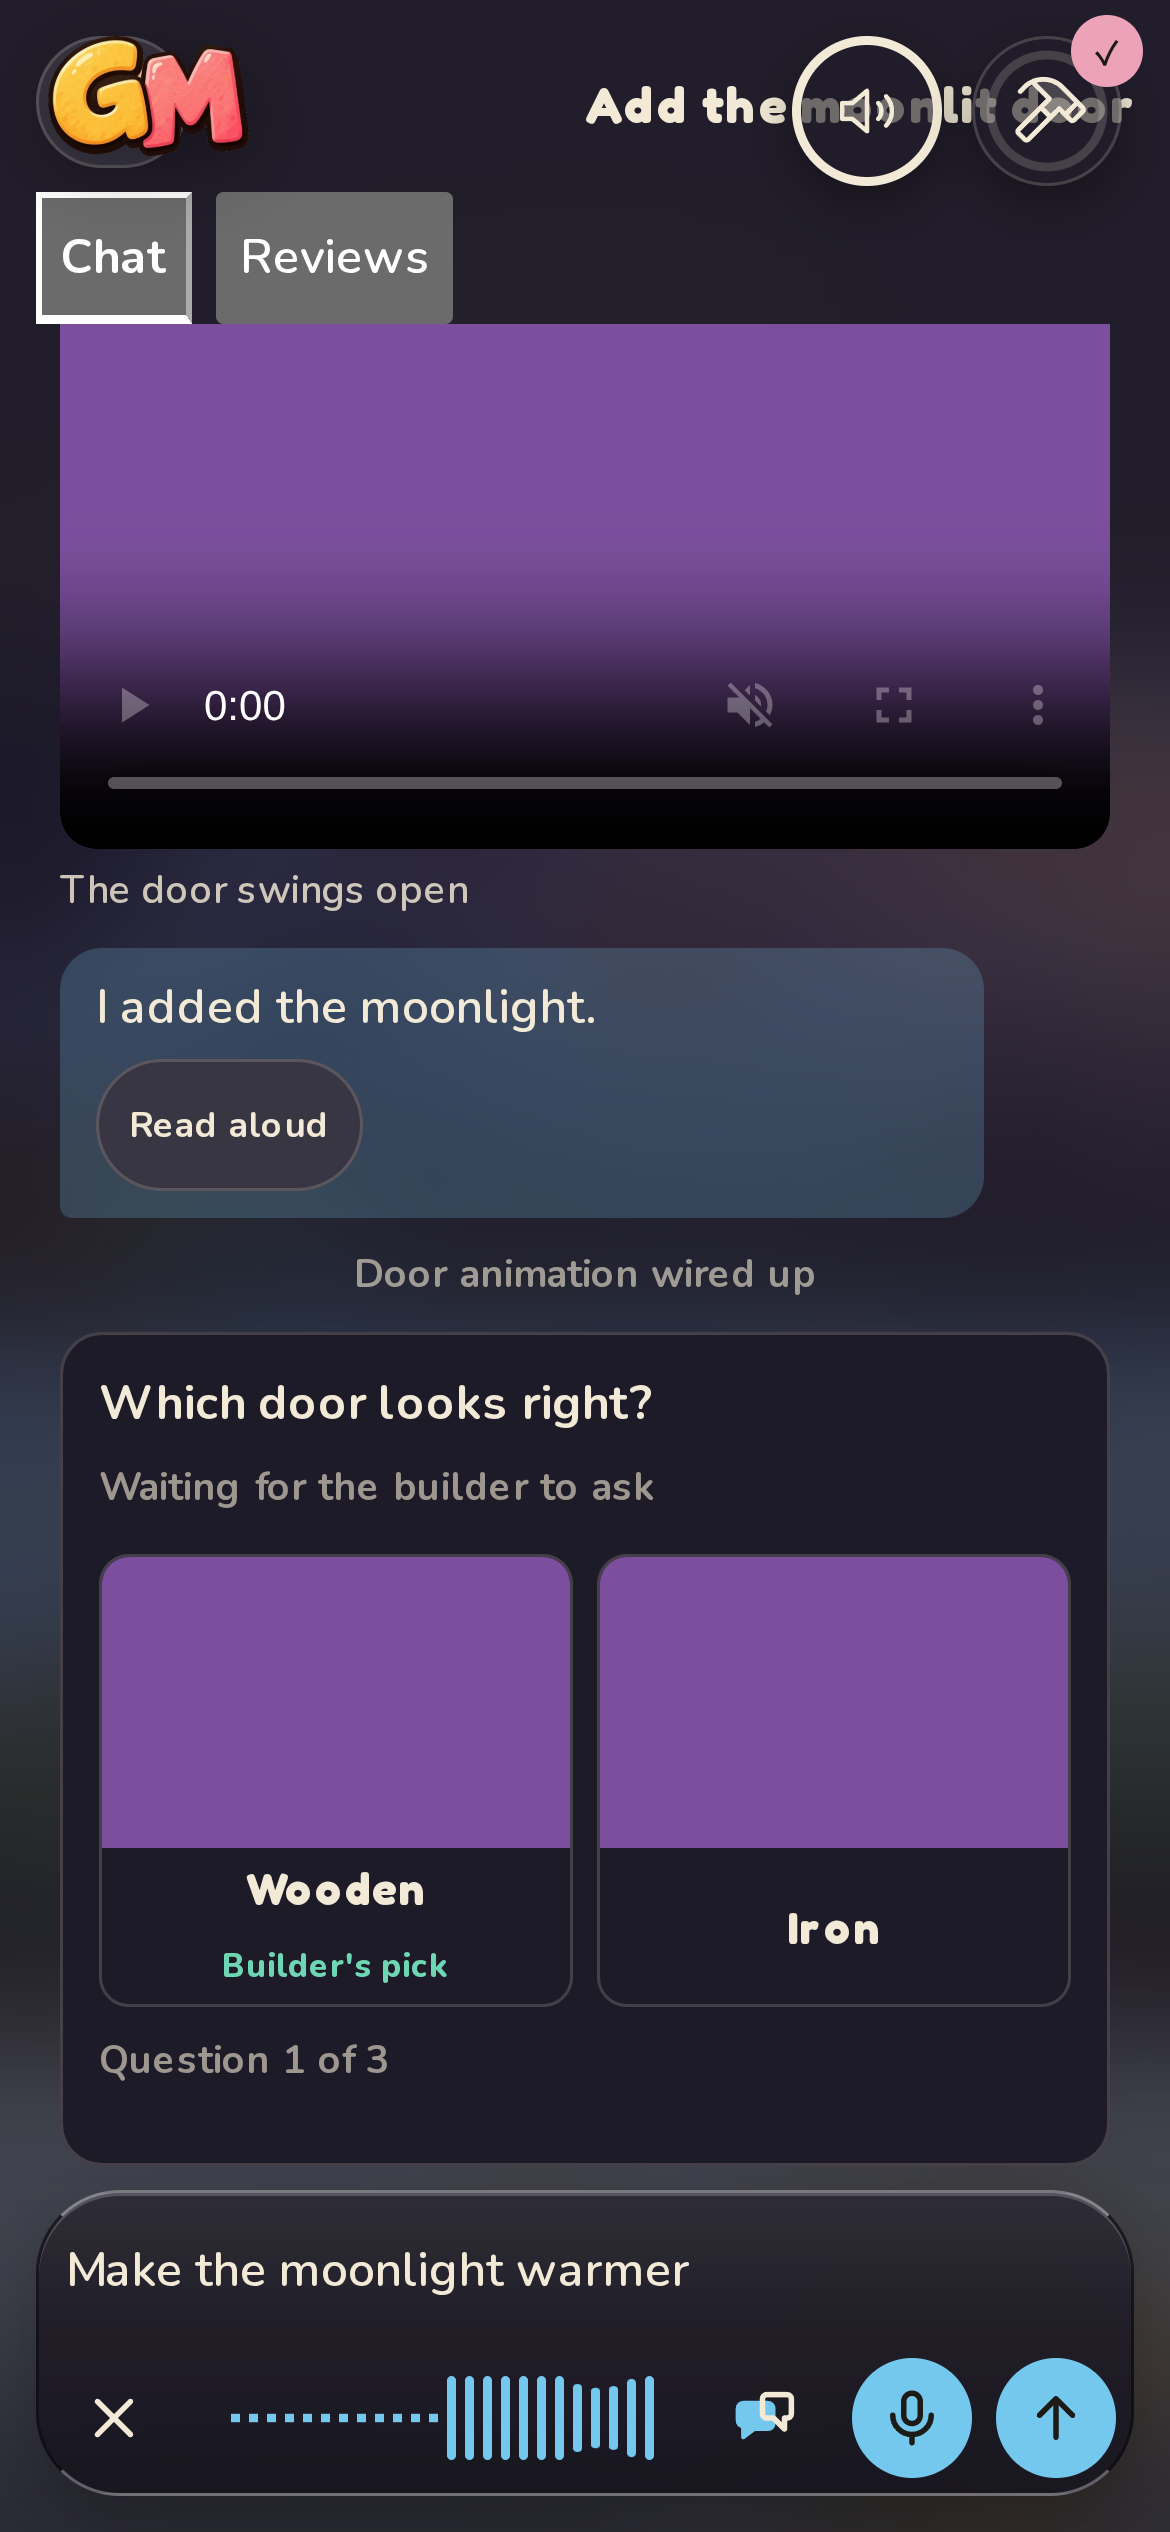 GM
Add the moonlit door
Chat
Reviews
0:00
The door swings open
I added the moonlight.
Read aloud
Door animation wired up
Which door looks right?
Waiting for the builder to ask
Wooden
Builder's pick
Iron
Question 1 of 3
Make the moonlight warmer